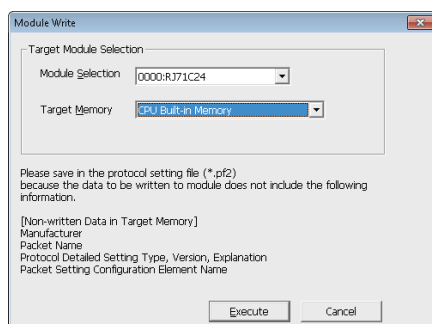 Module Write
Target Module Selection
Module Selection
0000:RJ71C24
Target Memory
CPU Built-in Memory
Please save in the protocol setting file (*.pf2)
because the data to be written to module does not include the following
information.
[Non-written Data in Target Memory]
Manufacturer
Packet Name
Protocol Detailed Setting Type, Version, Explanation
Packet Setting Configuration Element Name
Execute
Cancel